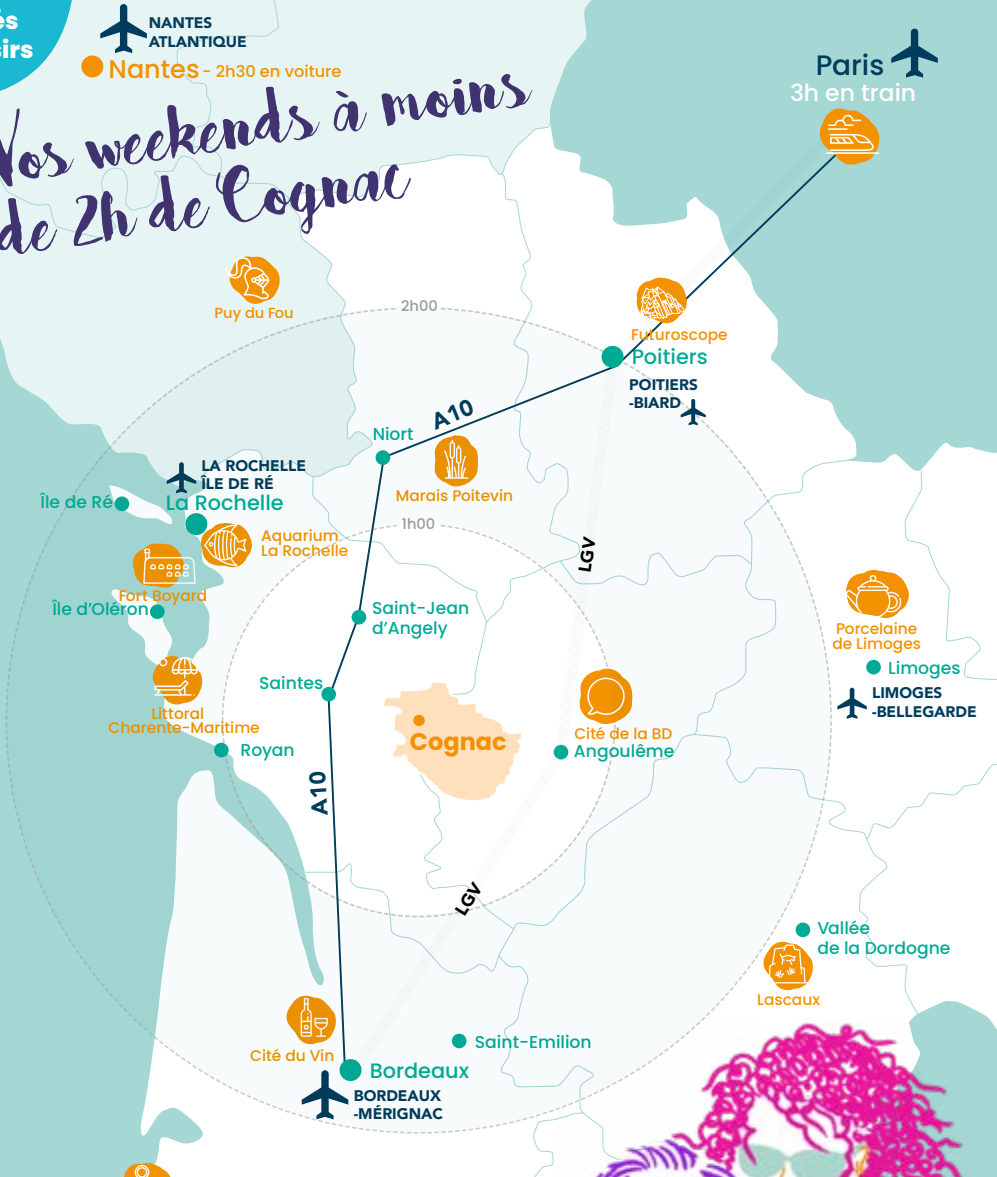 NANTES
ATLANTIQUE
Nantes - 2h30 en voiture
Paris
3h en train
Vos weekends à moins
de 2h de Cognac
Puy du Fou
2h00
Futuroscope
Poitiers
POITIERS
-BIARD
A10
Niort
Marais Poitevin
LA ROCHELLE
ÎLE DE RÉ
La Rochelle
Île de Ré
1h00
Aquarium
La Rochelle
LGV
Fort Boyard
Île d'Oléron
Saint-Jean
d'Angely
Porcelaine
de Limoges
Limoges
LIMOGES
-BELLEGARDE
Saintes
Littoral
Charente-Maritime
Cité de la BD
Angoulême
Cognac
Royan
A10
LGV
Vallée
de la Dordogne
Lascaux
Cité du Vin
Saint-Emilion
Bordeaux
BORDEAUX
-MÉRIGNAC